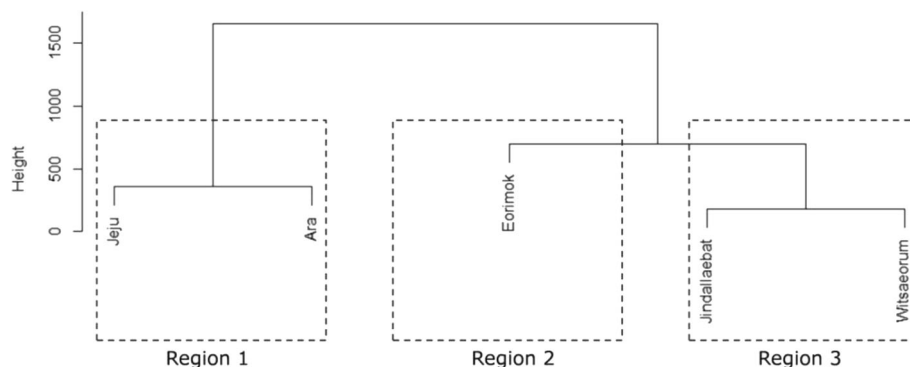 1500
1000
500
0
Height
Jeju
Ara
Eorimok
Jindallaebat
Witsaeorum
Region 1
Region 2
Region 3